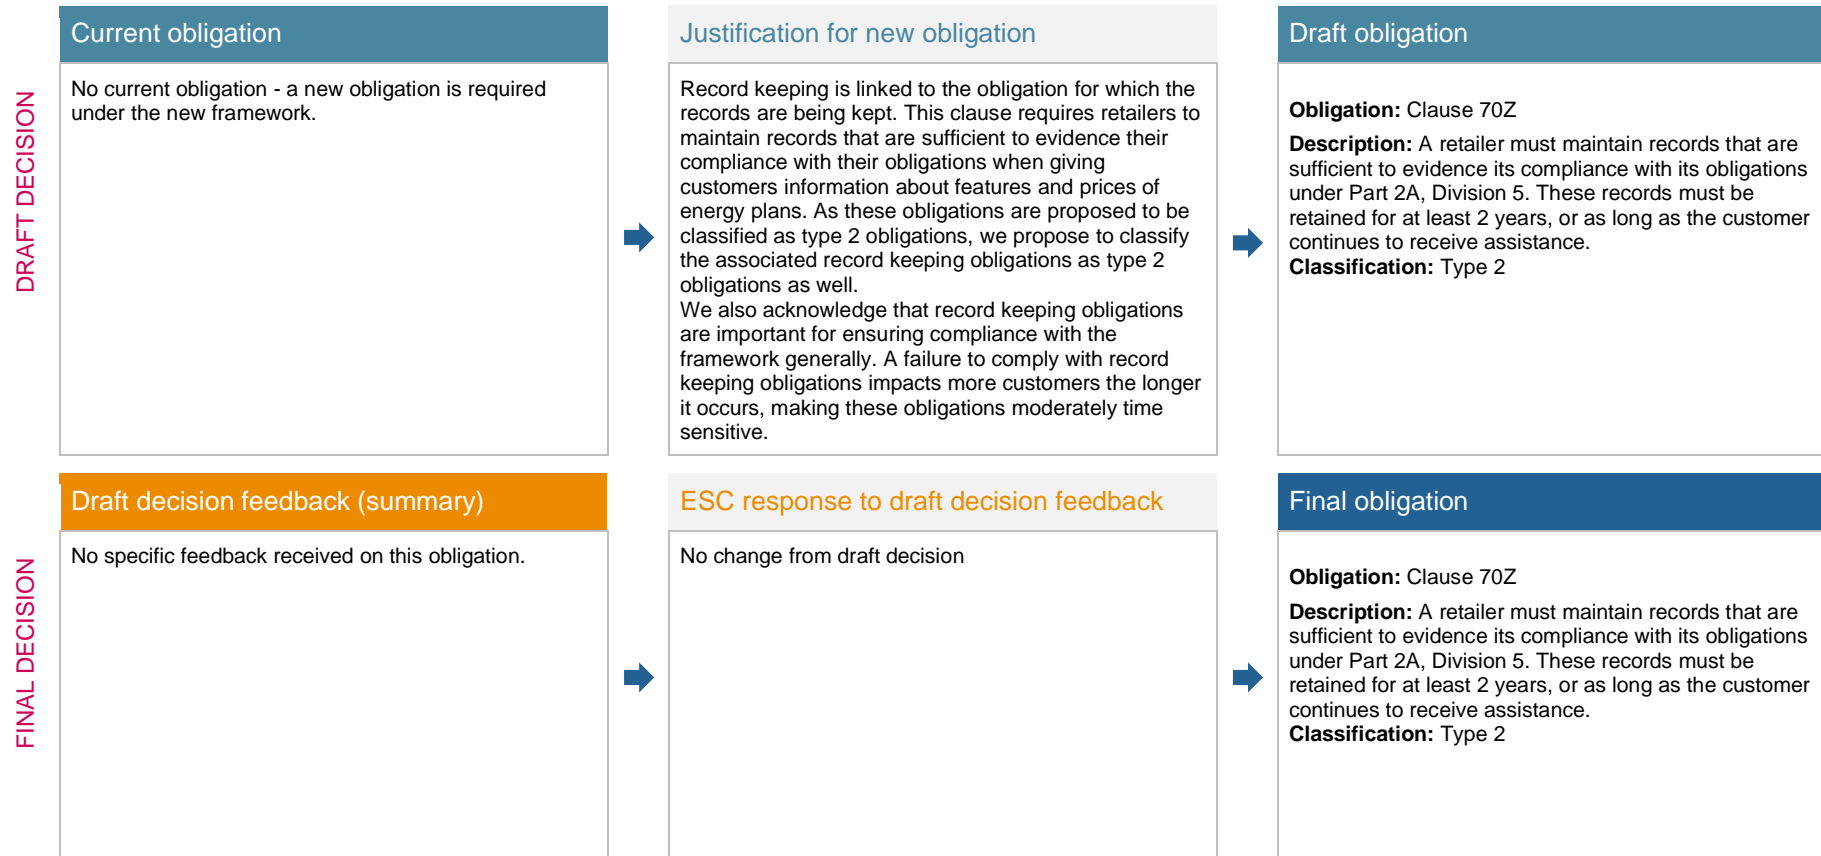 DRAFT DECISION
Current obligation
No current obligation - a new obligation is required
under the new framework.
Justification for new obligation
Record keeping is linked to the obligation for which the
records are being kept. This clause requires retailers to
maintain records that are sufficient to evidence their
compliance with their obligations when giving
customers information about features and prices of
energy plans. As these obligations are proposed to be
classified as type 2 obligations, we propose to classify
the associated record keeping obligations as type 2
obligations as well.
We also acknowledge that record keeping obligations
are important for ensuring compliance with the
framework generally. A failure to comply with record
keeping obligations impacts more customers the longer
it occurs, making these obligations moderately time
sensitive.
Draft obligation
Obligation: Clause 70Z
Description: A retailer must maintain records that are
sufficient to evidence its compliance with its obligations
under Part 2A, Division 5. These records must be
retained for at least 2 years, or as long as the customer
continues to receive assistance.
Classification: Type 2
FINAL DECISION
Draft decision feedback (summary)
No specific feedback received on this obligation.
ESC response to draft decision feedback
No change from draft decision
Final obligation
Obligation: Clause 70Z
Description: A retailer must maintain records that are
sufficient to evidence its compliance with its obligations
under Part 2A, Division 5. These records must be
retained for at least 2 years, or as long as the customer
continues to receive assistance.
Classification: Type 2